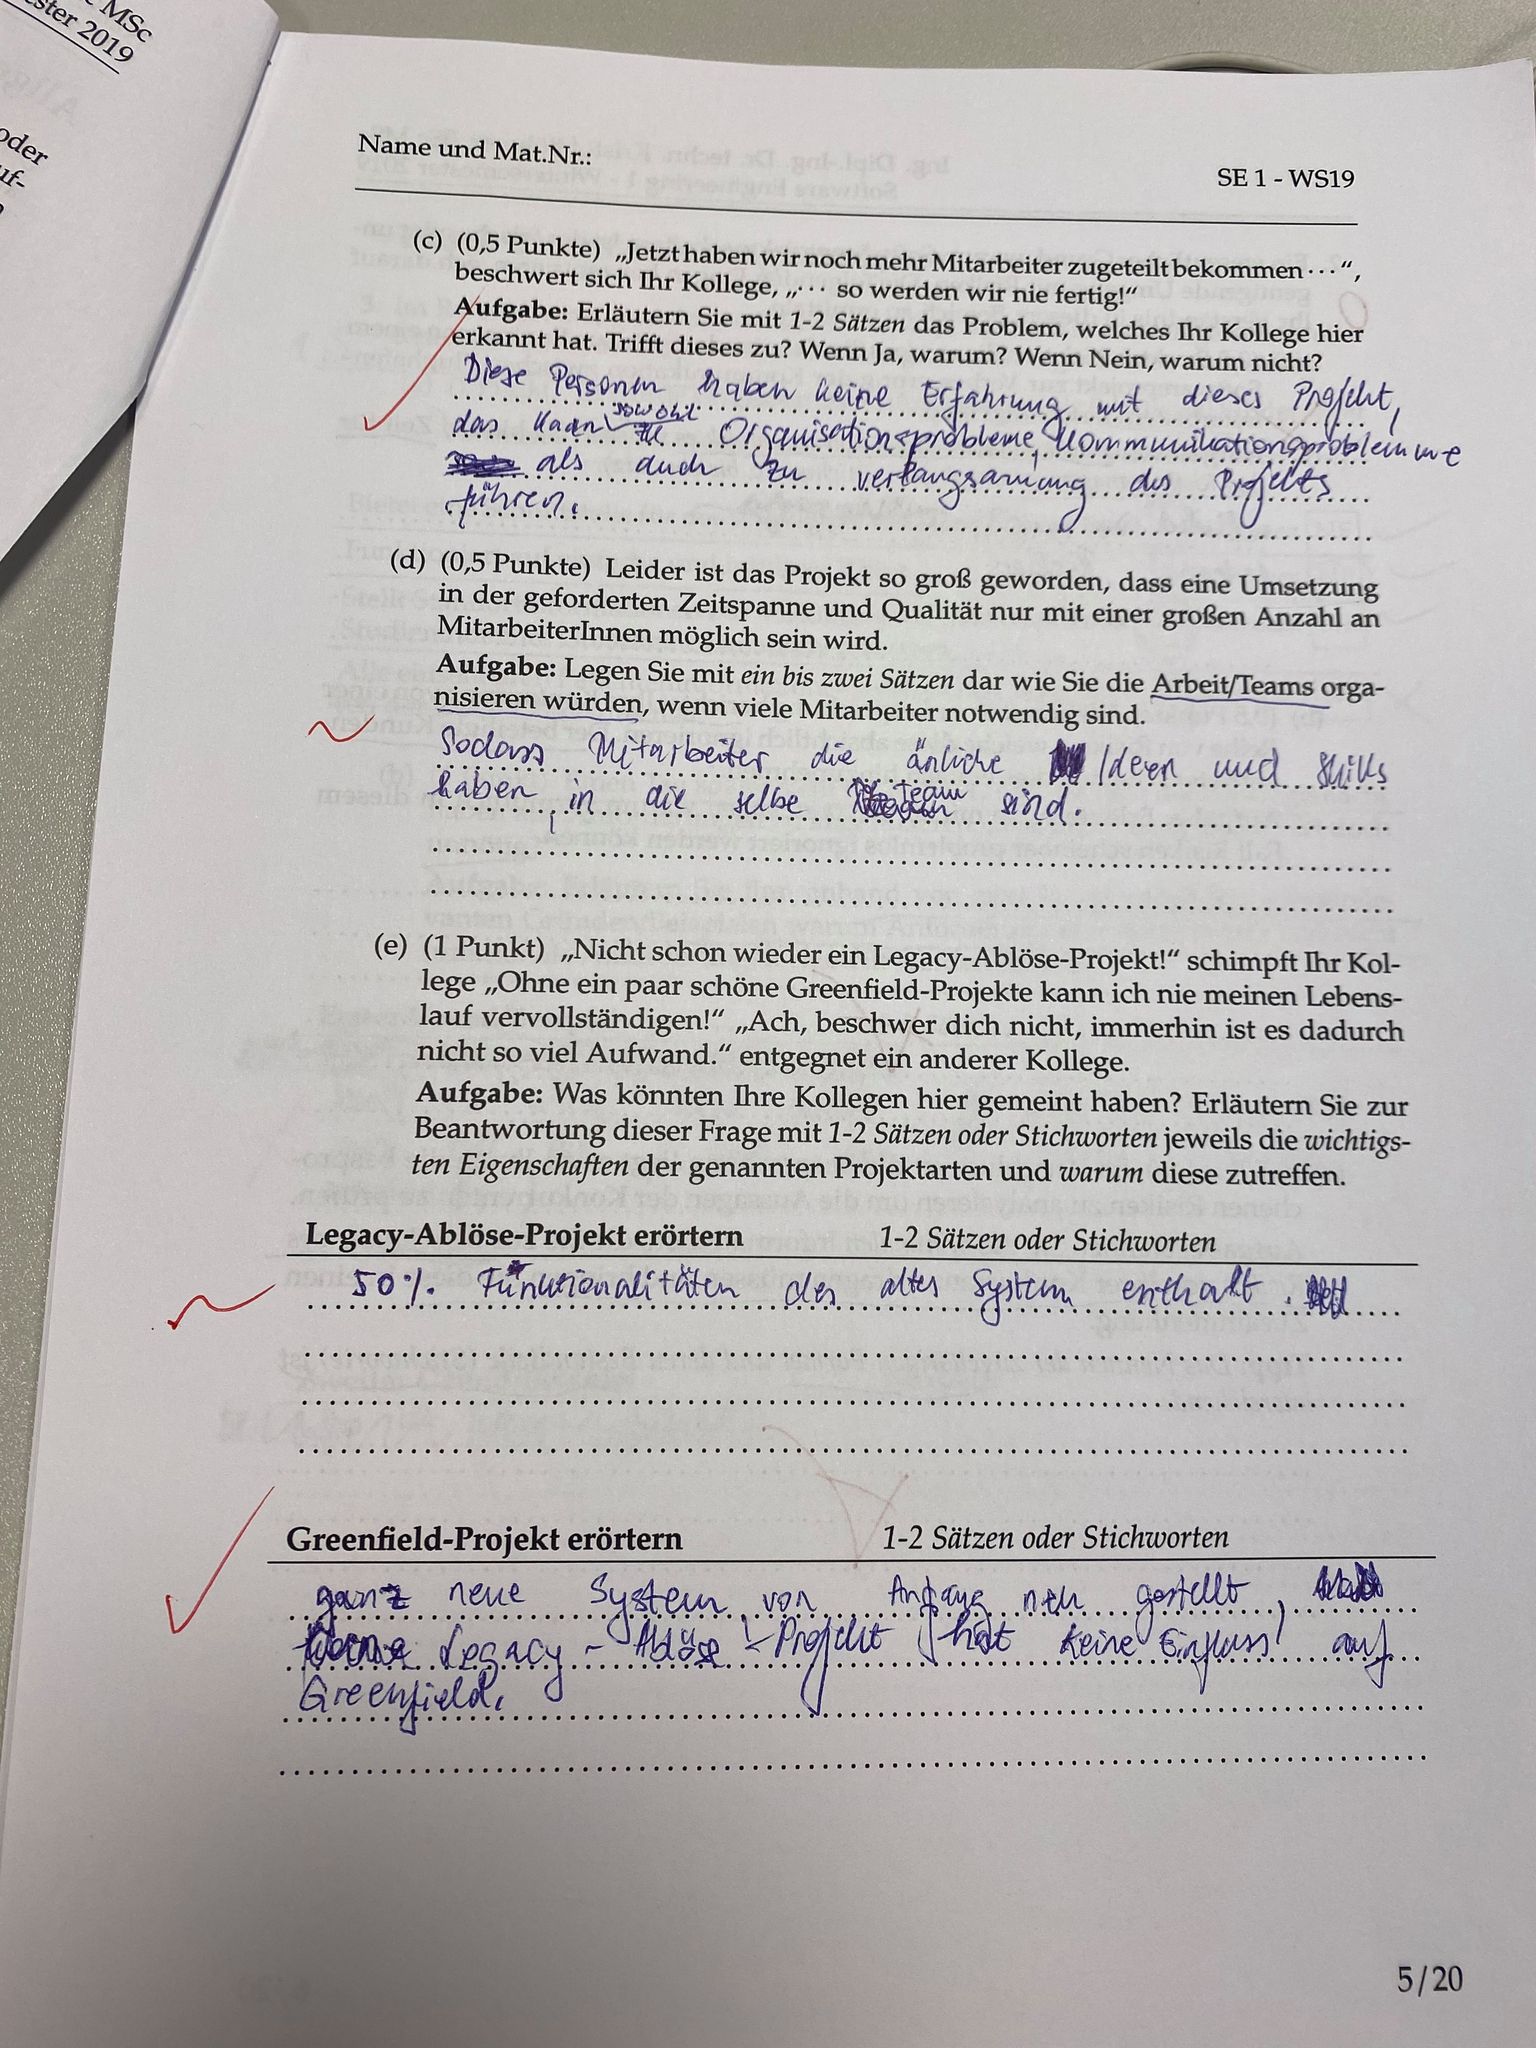 MSc
ester 2019
oder
uf-
Name und Mat.Nr.:
SE 1 - WS19
(c) (0,5 Punkte) „Jetzt haben wir noch mehr Mitarbeiter zugeteilt bekommen ···“,
beschwert sich Ihr Kollege, „··· so werden wir nie fertig!“
Aufgabe: Erläutern Sie mit 1-2 Sätzen das Problem, welches Ihr Kollege hier
erkannt hat. Trifft dieses zu? Wenn Ja, warum? Wenn Nein, warum nicht?
Diese Personen haben keine Erfahrung mit dieses Projekt,
das kann sowohl Organisationsprobleme, Kommunikationsprobleme
als auch zu verlangsamung des Projekts
führen.
(d) (0,5 Punkte) Leider ist das Projekt so groß geworden, dass eine Umsetzung
in der geforderten Zeitspanne und Qualität nur mit einer großen Anzahl an
MitarbeiterInnen möglich sein wird.
Aufgabe: Legen Sie mit ein bis zwei Sätzen dar wie Sie die Arbeit/Teams orga-
nisieren würden, wenn viele Mitarbeiter notwendig sind.
Sodass Mitarbeiter die änliche Ideen und Skills
haben, in die selbe Team sind.
(e) (1 Punkt) „Nicht schon wieder ein Legacy-Ablöse-Projekt!“ schimpft Ihr Kol-
lege „Ohne ein paar schöne Greenfield-Projekte kann ich nie meinen Lebens-
lauf vervollständigen!“ „Ach, beschwer dich nicht, immerhin ist es dadurch
nicht so viel Aufwand.“ entgegnet ein anderer Kollege.
Aufgabe: Was könnten Ihre Kollegen hier gemeint haben? Erläutern Sie zur
Beantwortung dieser Frage mit 1-2 Sätzen oder Stichworten jeweils die wichtigs-
ten Eigenschaften der genannten Projektarten und warum diese zutreffen.
Legacy-Ablöse-Projekt erörtern 1-2 Sätzen oder Stichworten
50% Funktionalitäten des altes System enthalt.
Greenfield-Projekt erörtern 1-2 Sätzen oder Stichworten
ganz neue System von Anfang gestellt,
Legacy-Ablöse-Projekt hat keine Einfluss auf
Greenfield.
5/20